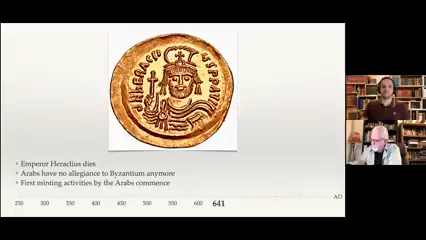 Emperor Heraclius dies
Arabs have no allegiance to Byzantium anymore
First minting activities by the Arabs commence
AD
250 300 350 400 450 500 550 600 641